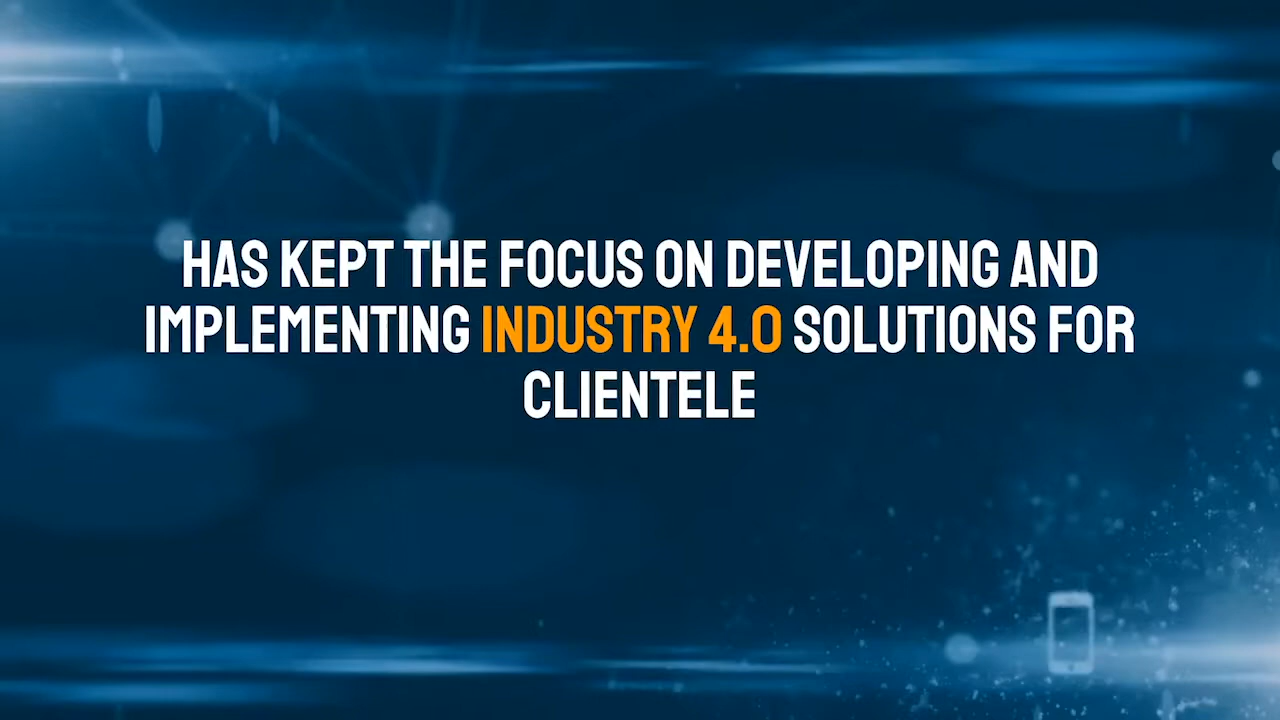 HAS KEPT THE FOCUS ON DEVELOPING AND
IMPLEMENTING INDUSTRY 4.0 SOLUTIONS FOR
CLIENTELE